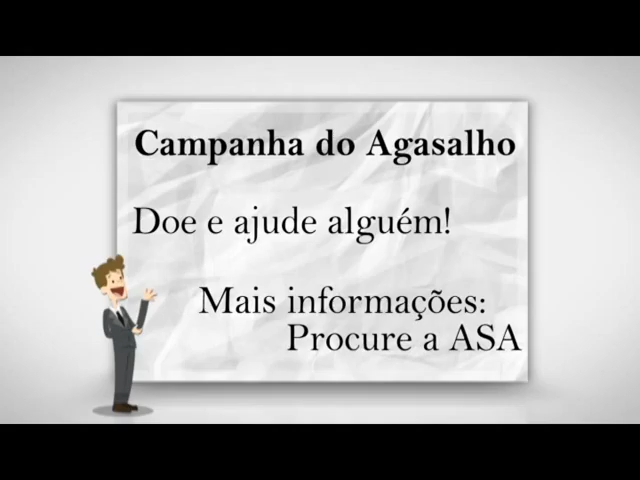 Campanha do Agasalho
Doe e ajude alguém!
Mais informações:
Procure a ASA